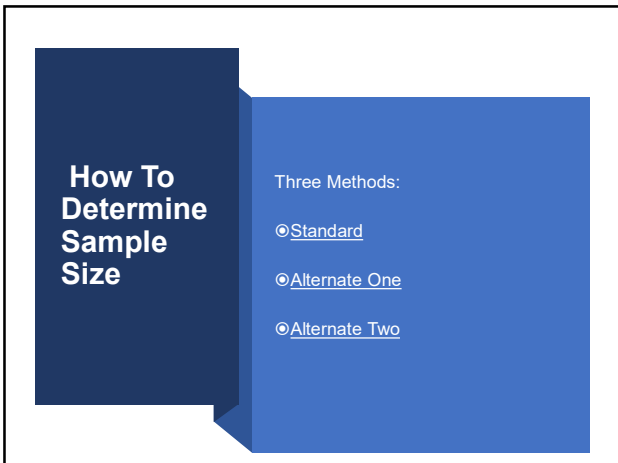 How To
Determine
Sample
Size
Three Methods:
⦿Standard
⦿Alternate One
⦿Alternate Two